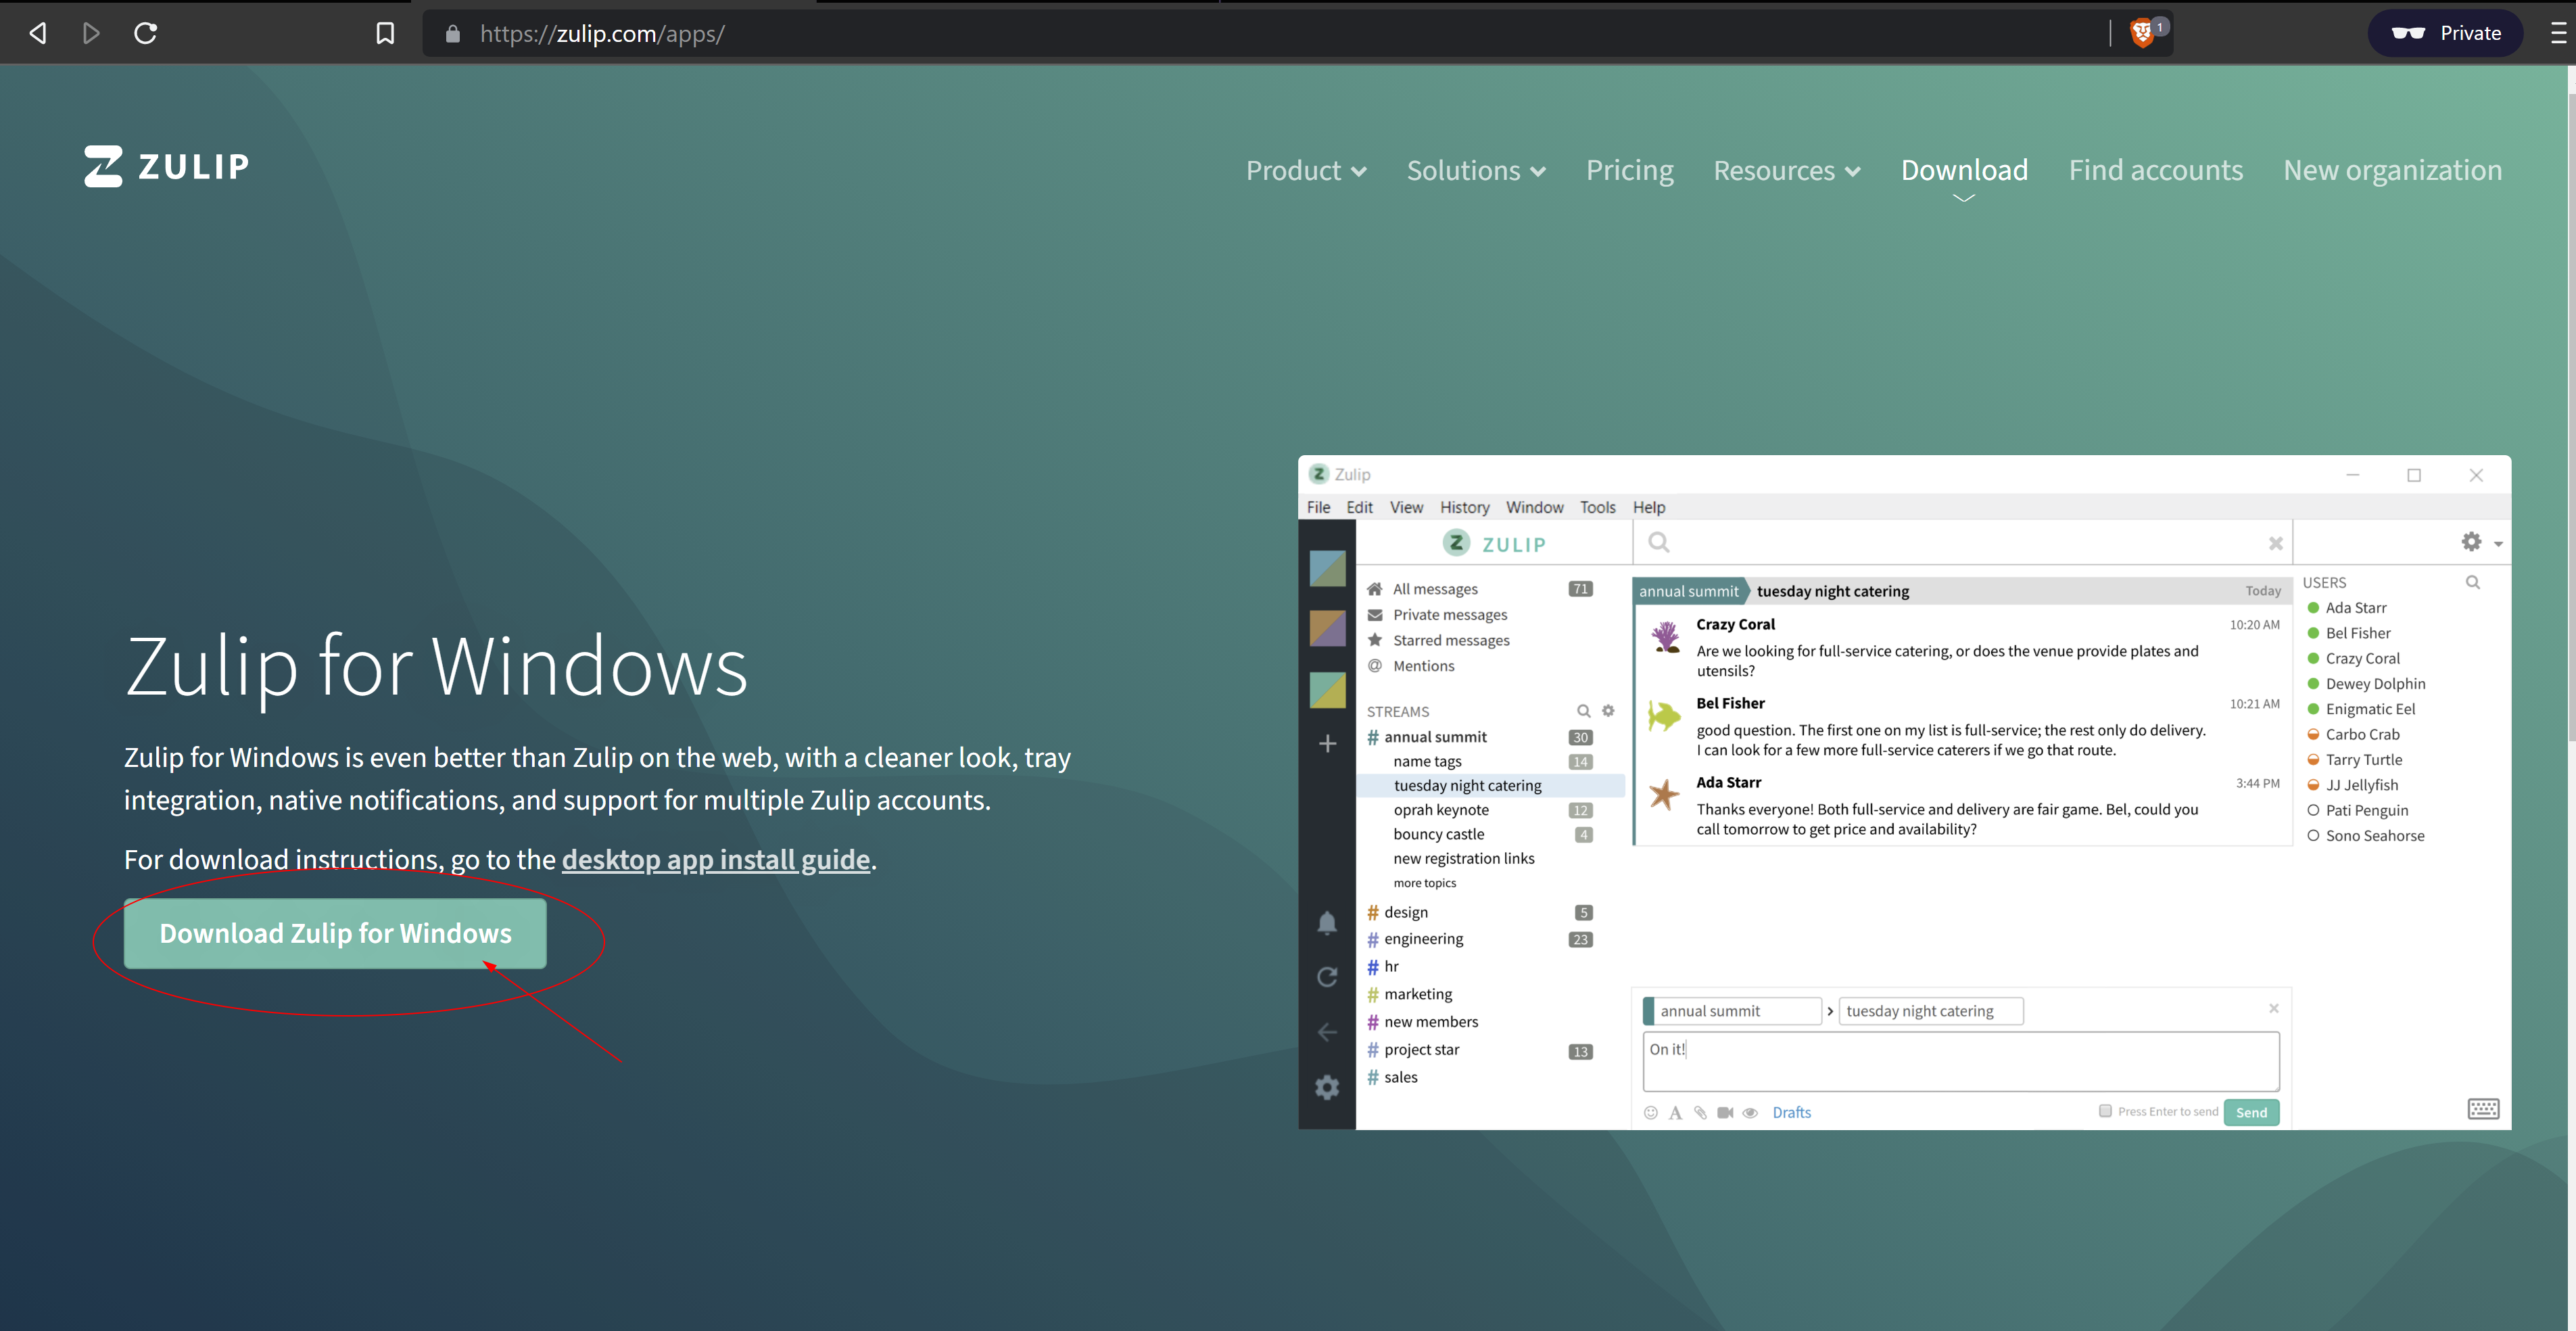 https://zulip.com/apps/
1
Private
ZULIP
Product
Solutions
Pricing
Resources
Download
Find accounts
New organization
Zulip for Windows
Zulip for Windows is even better than Zulip on the web, with a cleaner look, tray
integration, native notifications, and support for multiple Zulip accounts.
For download instructions, go to the desktop app install guide.
Download Zulip for Windows
Zulip
File Edit View History Window Tools Help
ZULIP
All messages 71
Private messages
Starred messages
@ Mentions
STREAMS
# annual summit 30
name tags 14
tuesday night catering
oprah keynote 12
bouncy castle 4
new registration links
more topics
# design 5
# engineering 23
# hr
# marketing
# new members
# project star 13
# sales
annual summit tuesday night catering Today
Crazy Coral 10:20 AM
Are we looking for full-service catering, or does the venue provide plates and
utensils?
Bel Fisher 10:21 AM
good question. The first one on my list is full-service; the rest only do delivery.
I can look for a few more full-service caterers if we go that route.
Ada Starr 3:44 PM
Thanks everyone! Both full-service and delivery are fair game. Bel, could you
call tomorrow to get price and availability?
annual summit › tuesday night catering
On it!
A Drafts
Press Enter to send Send
USERS
Ada Starr
Bel Fisher
Crazy Coral
Dewey Dolphin
Enigmatic Eel
Carbo Crab
Tarry Turtle
JJ Jellyfish
Pati Penguin
Sono Seahorse